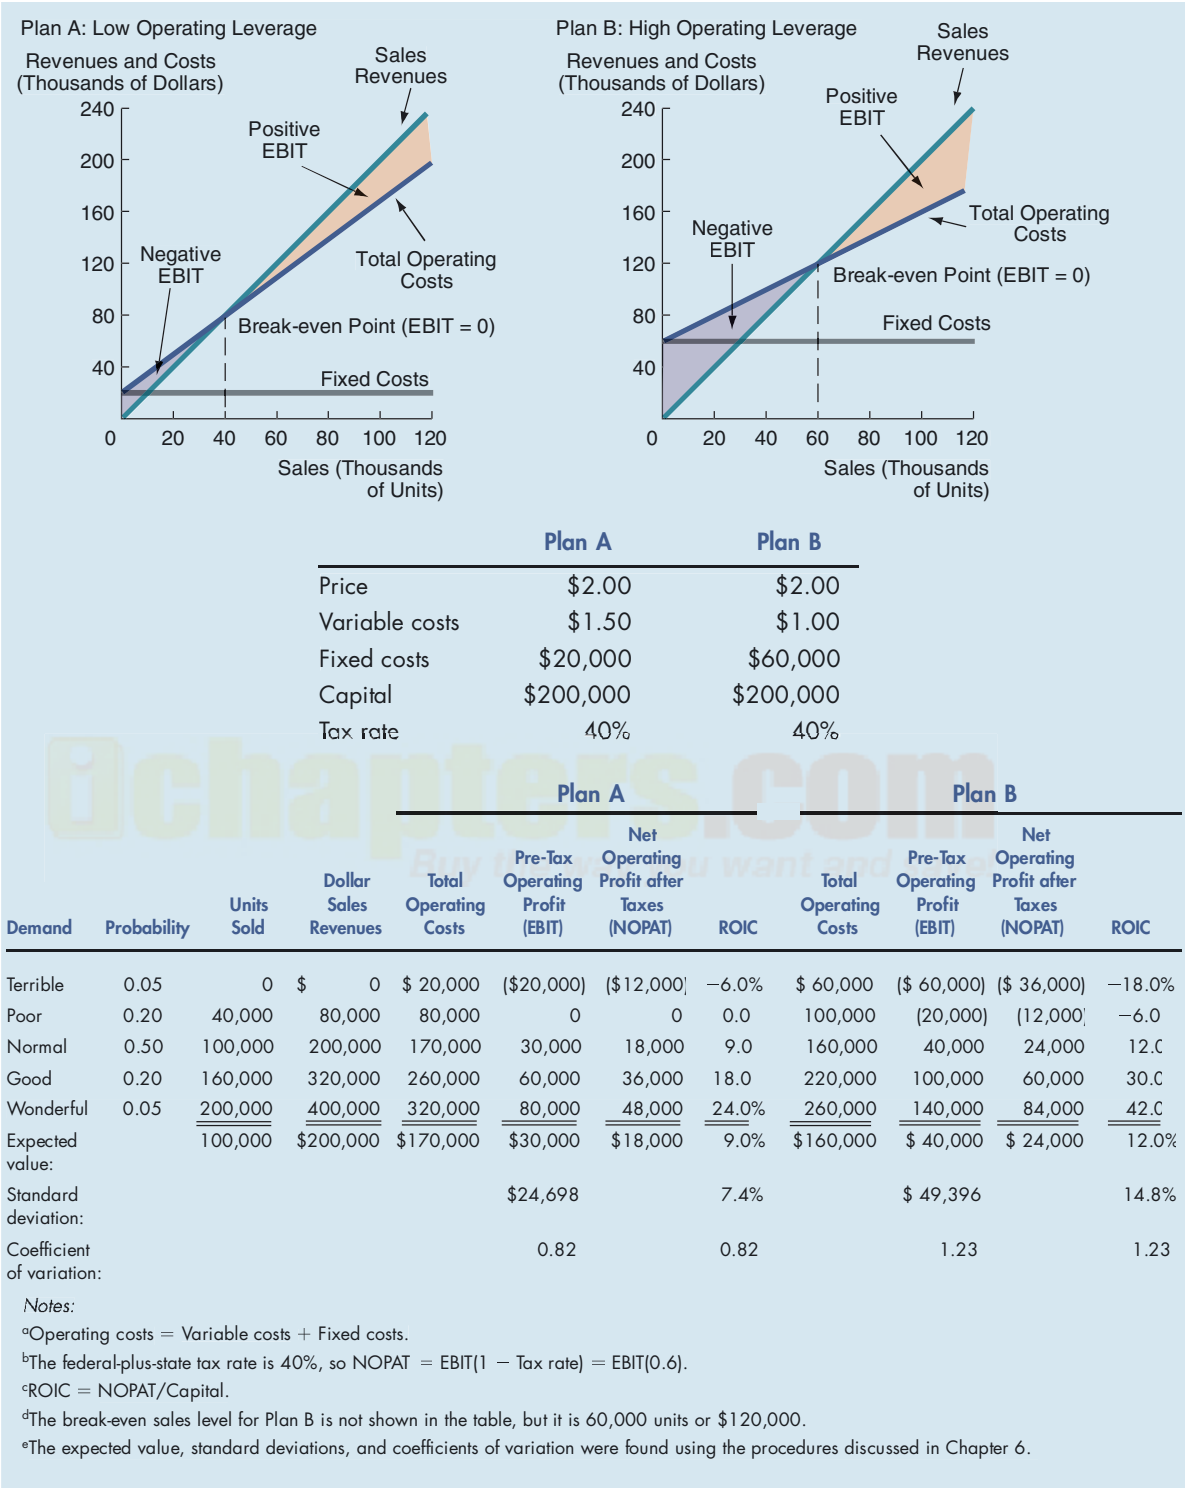 Plan A: Low Operating Leverage
Revenues and Costs
(Thousands of Dollars)
Sales
Revenues
240
200
160
120
80
40
Positive
EBIT
Negative
EBIT
Total Operating
Costs
Break-even Point (EBIT = 0)
Fixed Costs
0 20 40 60 80 100 120
Sales (Thousands
of Units)
Plan B: High Operating Leverage
Revenues and Costs
(Thousands of Dollars)
Sales
Revenues
240
200
160
120
80
40
Positive
EBIT
Negative
EBIT
Total Operating
Costs
Break-even Point (EBIT = 0)
Fixed Costs
0 20 40 60 80 100 120
Sales (Thousands
of Units)
Plan A Plan B
Price $2.00 $2.00
Variable costs $1.50 $1.00
Fixed costs $20,000 $60,000
Capital $200,000 $200,000
Tax rate 40% 40%
ichapters.com
Buy the way you want and save!
Plan A Plan B
Net Net
Pre-Tax Operating Pre-Tax Operating
Dollar Total Operating Profit after Total Operating Profit after
Units Sales Operating Profit Taxes Operating Profit Taxes
Demand Probability Sold Revenues Costs (EBIT) (NOPAT) ROIC Costs (EBIT) (NOPAT) ROIC
Terrible 0.05 0 $ 0 $ 20,000 ($20,000) ($12,000) −6.0% $ 60,000 ($ 60,000) ($ 36,000) −18.0%
Poor 0.20 40,000 80,000 80,000 0 0 0.0 100,000 (20,000) (12,000) −6.0
Normal 0.50 100,000 200,000 170,000 30,000 18,000 9.0 160,000 40,000 24,000 12.0
Good 0.20 160,000 320,000 260,000 60,000 36,000 18.0 220,000 100,000 60,000 30.0
Wonderful 0.05 200,000 400,000 320,000 80,000 48,000 24.0% 260,000 140,000 84,000 42.0
Expected 100,000 $200,000 $170,000 $30,000 $18,000 9.0% $160,000 $ 40,000 $ 24,000 12.0%
value:
Standard $24,698 7.4% $ 49,396 14.8%
deviation:
Coefficient 0.82 0.82 1.23 1.23
of variation:
Notes:
ᵃOperating costs = Variable costs + Fixed costs.
ᵇThe federal-plus-state tax rate is 40%, so NOPAT = EBIT(1 − Tax rate) = EBIT(0.6).
ᶜROIC = NOPAT/Capital.
ᵈThe break-even sales level for Plan B is not shown in the table, but it is 60,000 units or $120,000.
ᵉThe expected value, standard deviations, and coefficients of variation were found using the procedures discussed in Chapter 6.